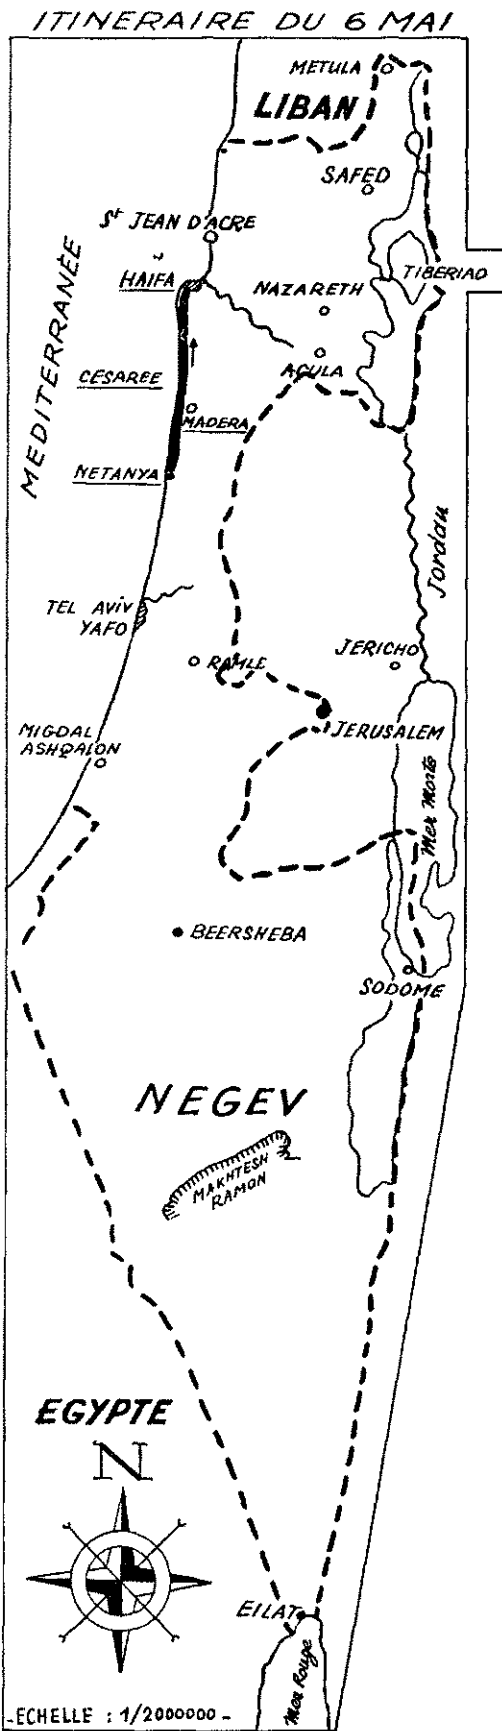 ITINERAIRE DU 6 MAI
METULA
LIBAN
SAFED
St JEAN D'ACRE
HAIFA
TIBERIAD
NAZARETH
MEDITERRANÉE
AFULA
CESAREE
MADERA
NETANYA
Jordau
TEL AVIV
YAFO
RAMLE
JERICHO
MIGDAL
ASHQALON
JERUSALEM
Mer Morte
BEERSHEBA
SODOME
NEGEV
MAKHTESH
RAMON
EGYPTE
N
EILAT
Mer Rouge
-ECHELLE : 1/2000000-